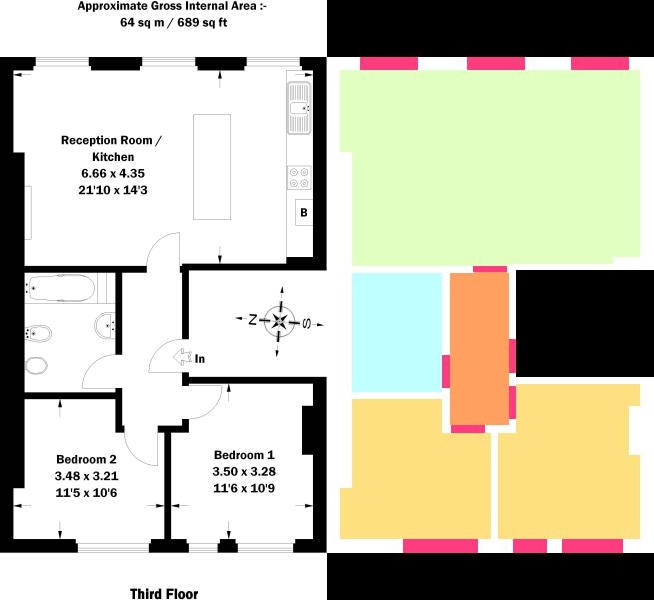 Approximate Gross Internal Area :-
64 sq m / 689 sq ft
Reception Room /
Kitchen
6.66 x 4.35
21'10 x 14'3
B
N
S
In
Bedroom 2
3.48 x 3.21
11'5 x 10'6
Bedroom 1
3.50 x 3.28
11'6 x 10'9
Third Floor